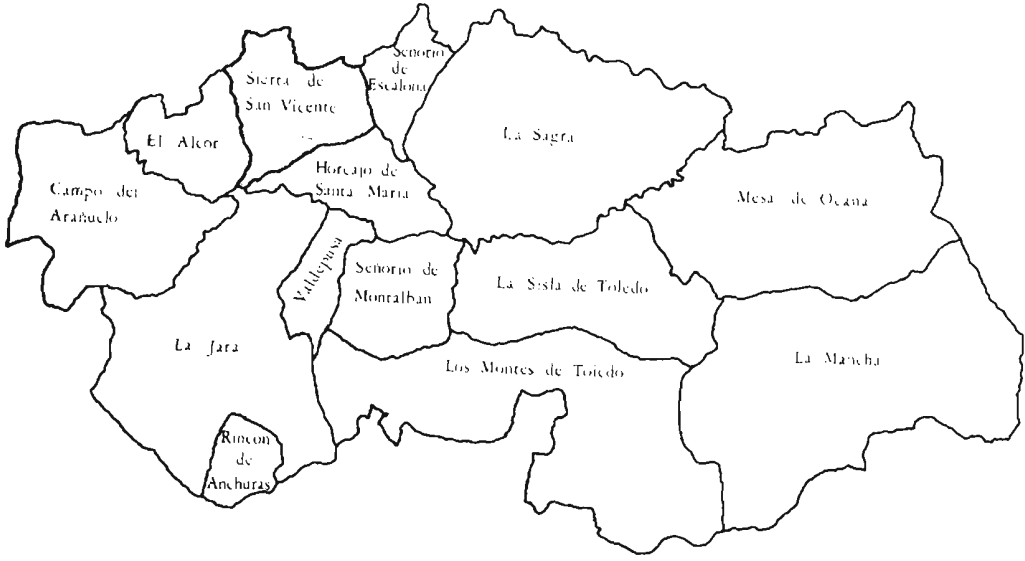 Señorio
de
Escalona
Sierra de
San Vicente
La Sagra
El Alcor
Horcajo de
Santa Maria
Campo del
Arañuelo
Mesa de Ocana
Valdepusa
Señorio de
Montalban
La Sisla de Toledo
La Jara
Los Montes de Toledo
La Mancha
Rincon
de
Anchuras